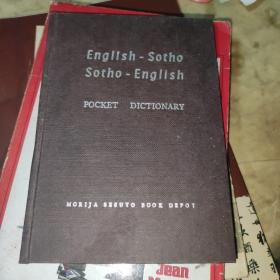 English - Sotho
Sotho - English
POCKET DICTIONARY
MORIJA SESUTO BOOK DEPOT
Jean